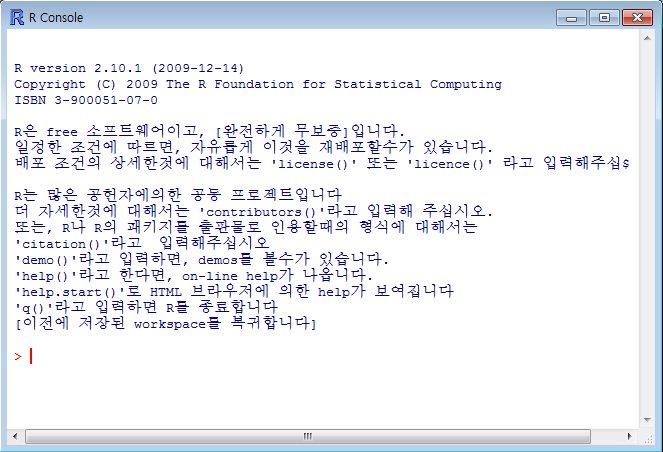 R Console
R version 2.10.1 (2009-12-14)
Copyright (C) 2009 The R Foundation for Statistical Computing
ISBN 3-900051-07-0
R은 free 소프트웨어이고, [완전하게 무보증]입니다.
일정한 조건에 따르면, 자유롭게 이것을 재배포할수가 있습니다.
배포 조건의 상세한것에 대해서는 'license()' 또는 'licence()' 라고 입력해주십$
R는 많은 공헌자에의한 공동 프로젝트입니다
더 자세한것에 대해서는 'contributors()'라고 입력해 주십시오.
또는, R나 R의 패키지를 출판물로 인용할때의 형식에 대해서는
'citation()'라고  입력해주십시오
'demo()'라고 입력하면, demos를 볼수가 있습니다.
'help()'라고 한다면, on-line help가 나옵니다.
'help.start()'로 HTML 브라우저에 의한 help가 보여집니다
'q()'라고 입력하면 R를 종료합니다
[이전에 저장된 workspace를 복귀합니다]
>